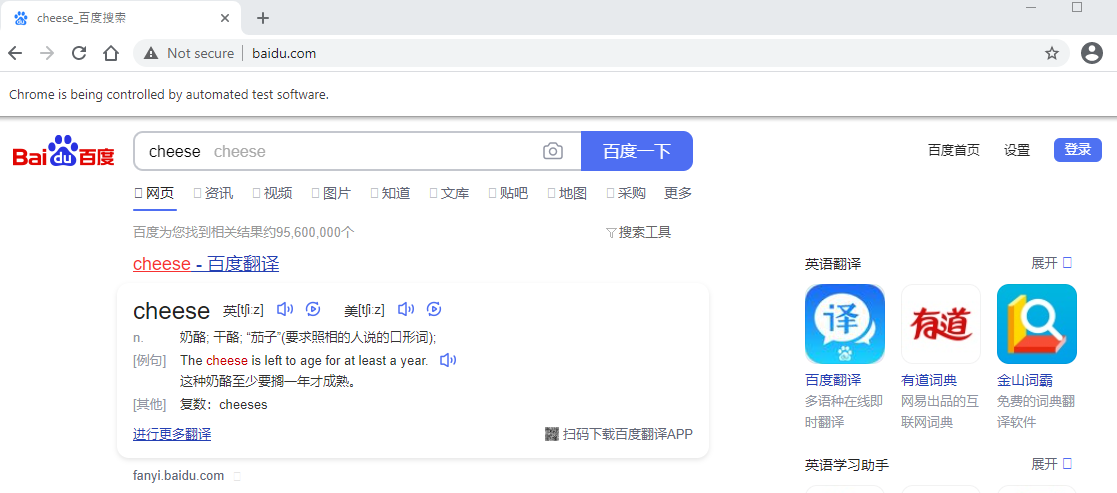 cheese_百度搜索
Not secure | baidu.com
Chrome is being controlled by automated test software.
Bai du 百度
cheese cheese
百度一下
百度首页 设置 登录
网页 资讯 视频 图片 知道 文库 贴吧 地图 采购 更多
百度为您找到相关结果约95,600,000个
搜索工具
cheese - 百度翻译
cheese 英[tʃiːz] 美[tʃiːz]
n. 奶酪; 干酪; “茄子”(要求照相的人说的口形词);
[例句] The cheese is left to age for at least a year.
这种奶酪至少要搁一年才成熟。
[其他] 复数：cheeses
进行更多翻译
扫码下载百度翻译APP
fanyi.baidu.com
英语翻译 展开
译 有道
百度翻译 有道词典 金山词霸
多语种在线即 网易出品的互 免费的词典翻
时翻译 联网词典 译软件
英语学习助手 展开